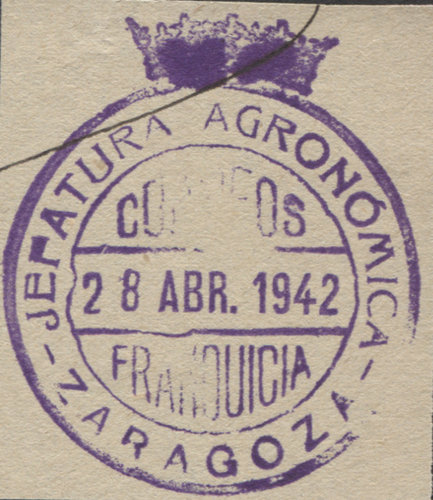 JEFATURA AGRONÓMICA
CORREOS
28 ABR. 1942
FRANQUICIA
- ZARAGOZA -